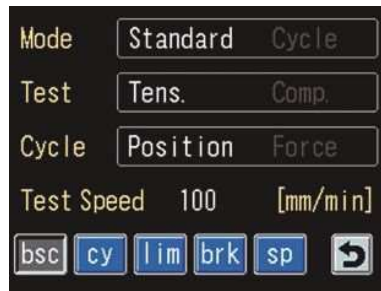 Mode Standard Cycle
Test Tens. Comp.
Cycle Position Force
Test Speed 100 [mm/min]
bsc cy lim brk sp